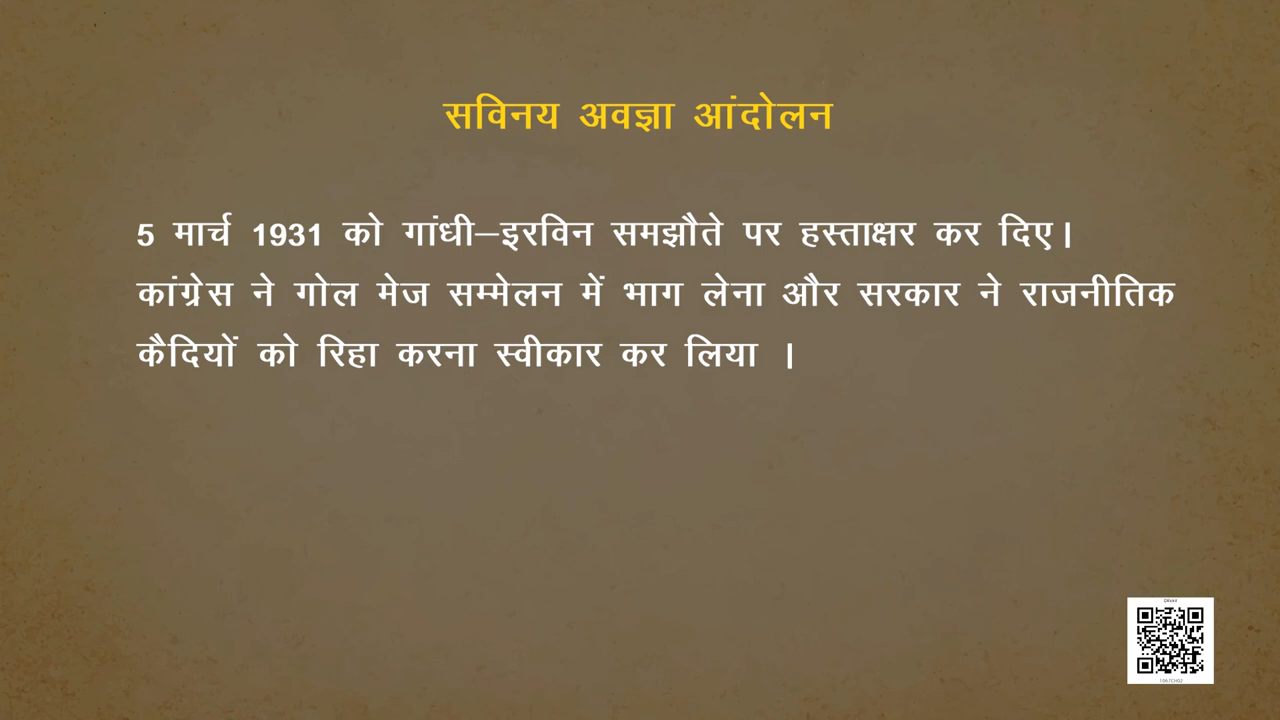 सविनय अवज्ञा आंदोलन
5 मार्च 1931 को गांधी–इरविन समझौते पर हस्ताक्षर कर दिए।
कांग्रेस ने गोल मेज सम्मेलन में भाग लेना और सरकार ने राजनीतिक
कैदियों को रिहा करना स्वीकार कर लिया ।